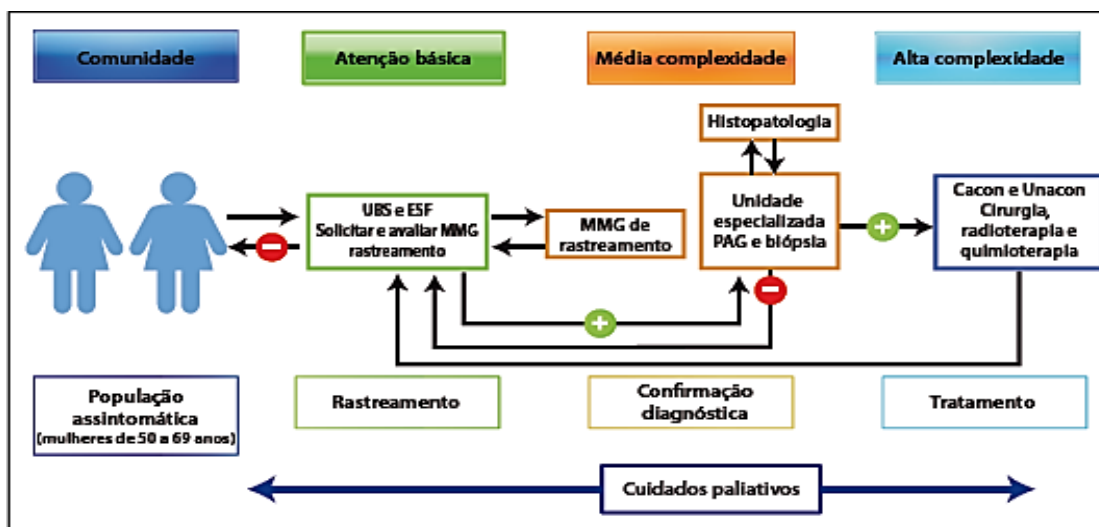 Comunidade
Atenção básica
Média complexidade
Alta complexidade
Histopatologia
UBS e ESF
Solicitar e avaliar MMG
rastreamento
MMG de
rastreamento
Unidade
especializada
PAG e biópsia
Cacon e Unacon
Cirurgia,
radioterapia e
quimioterapia
População
assintomática
(mulheres de 50 a 69 anos)
Rastreamento
Confirmação
diagnóstica
Tratamento
Cuidados paliativos